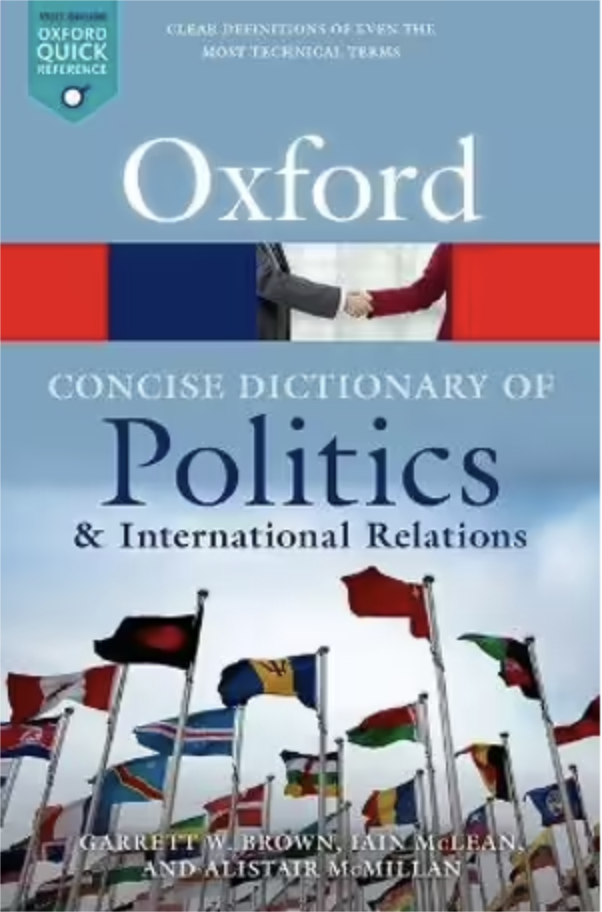 OXFORD
QUICK
REFERENCE
CLEAR DEFINITIONS OF EVEN THE
MOST TECHNICAL TERMS
Oxford
CONCISE DICTIONARY OF
Politics
& International Relations
GARRETT W. BROWN, IAIN McLEAN,
AND ALISTAIR McMILLAN